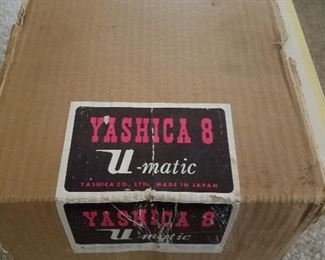 YASHICA 8
U-matic
YASHICA CO., LTD. MADE IN JAPAN
YASHICA 8
U-matic